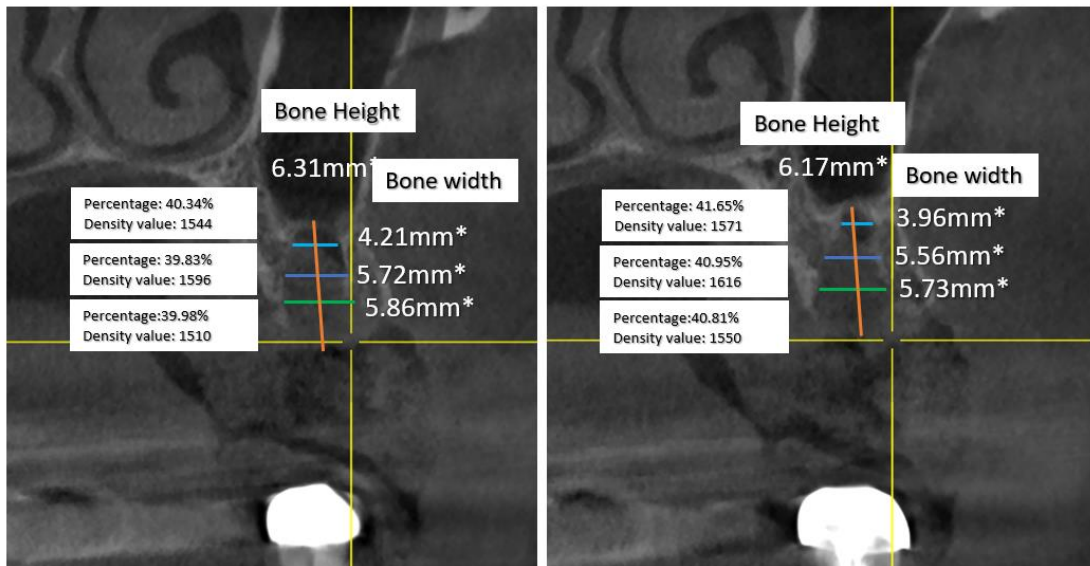 Bone Height
6.31mm*
Bone width
Percentage: 40.34%
Density value: 1544
4.21mm*
Percentage: 39.83%
Density value: 1596
5.72mm*
5.86mm*
Percentage:39.98%
Density value: 1510
Bone Height
6.17mm*
Bone width
Percentage: 41.65%
Density value: 1571
3.96mm*
Percentage: 40.95%
Density value: 1616
5.56mm*
5.73mm*
Percentage:40.81%
Density value: 1550